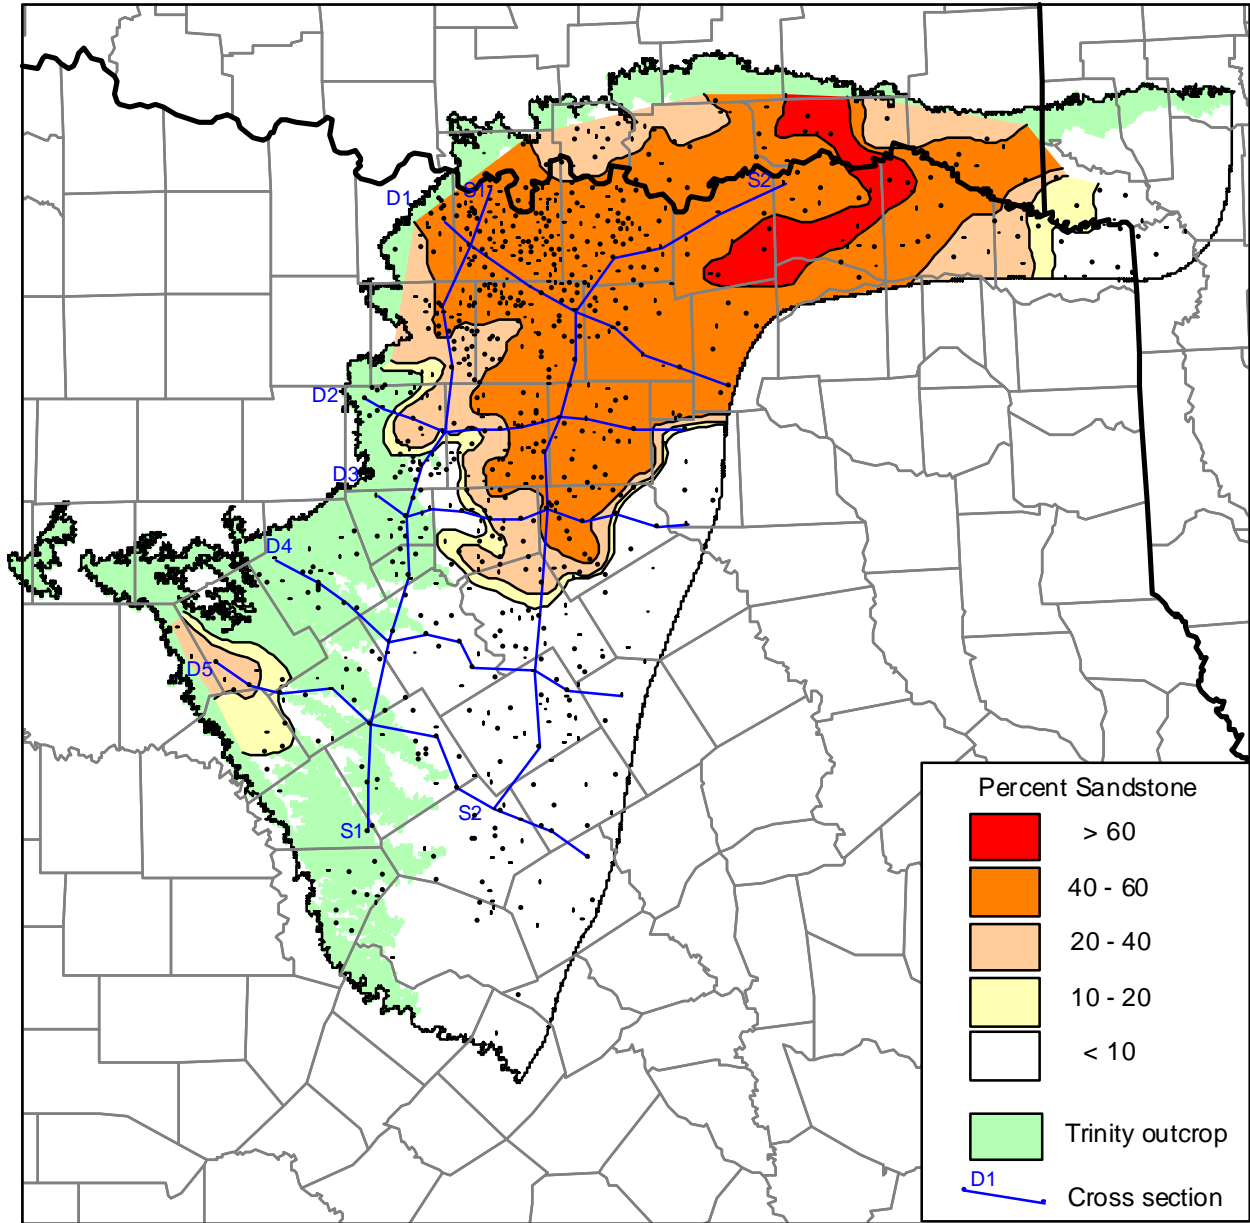 D1
S1
S2
D2
D3
D4
D5
S1
S2
Percent Sandstone
> 60
40 - 60
20 - 40
10 - 20
< 10
Trinity outcrop
D1
Cross section